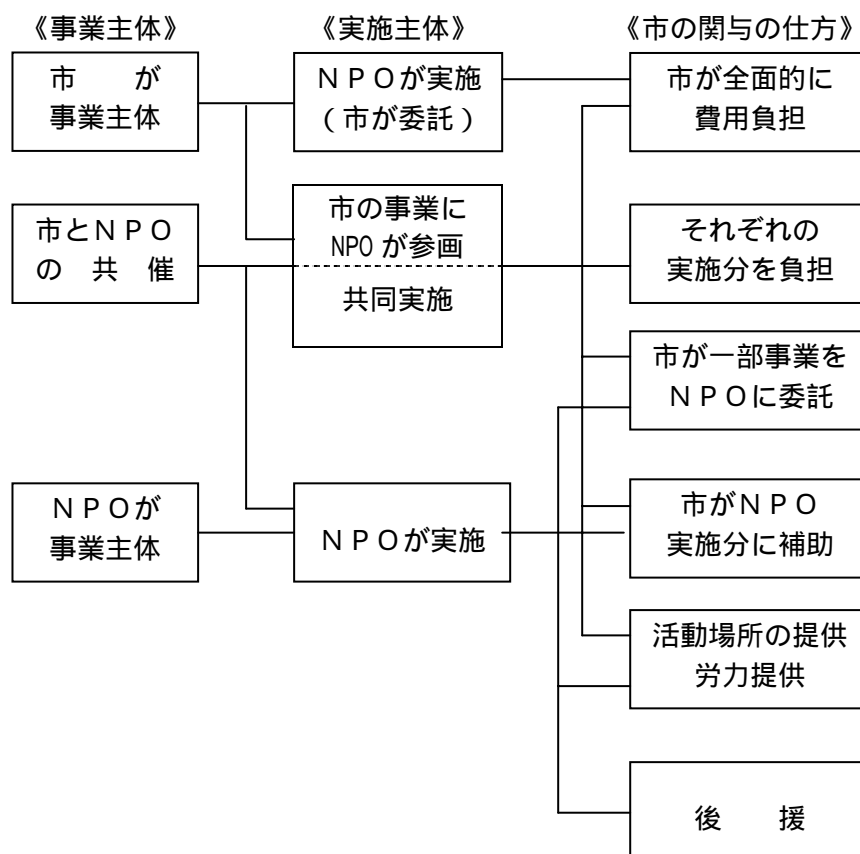 《事業主体》
《実施主体》
《市の関与の仕方》
市　　が
事業主体
ＮＰＯが実施
(市が委託)
市が全面的に
費用負担
市とＮＰＯ
の　共　催
市の事業に
NPOが参画
共同実施
それぞれの
実施分を負担
市が一部事業を
ＮＰＯに委託
ＮＰＯが
事業主体
ＮＰＯが実施
市がＮＰＯ
実施分に補助
活動場所の提供
労力提供
後　　援